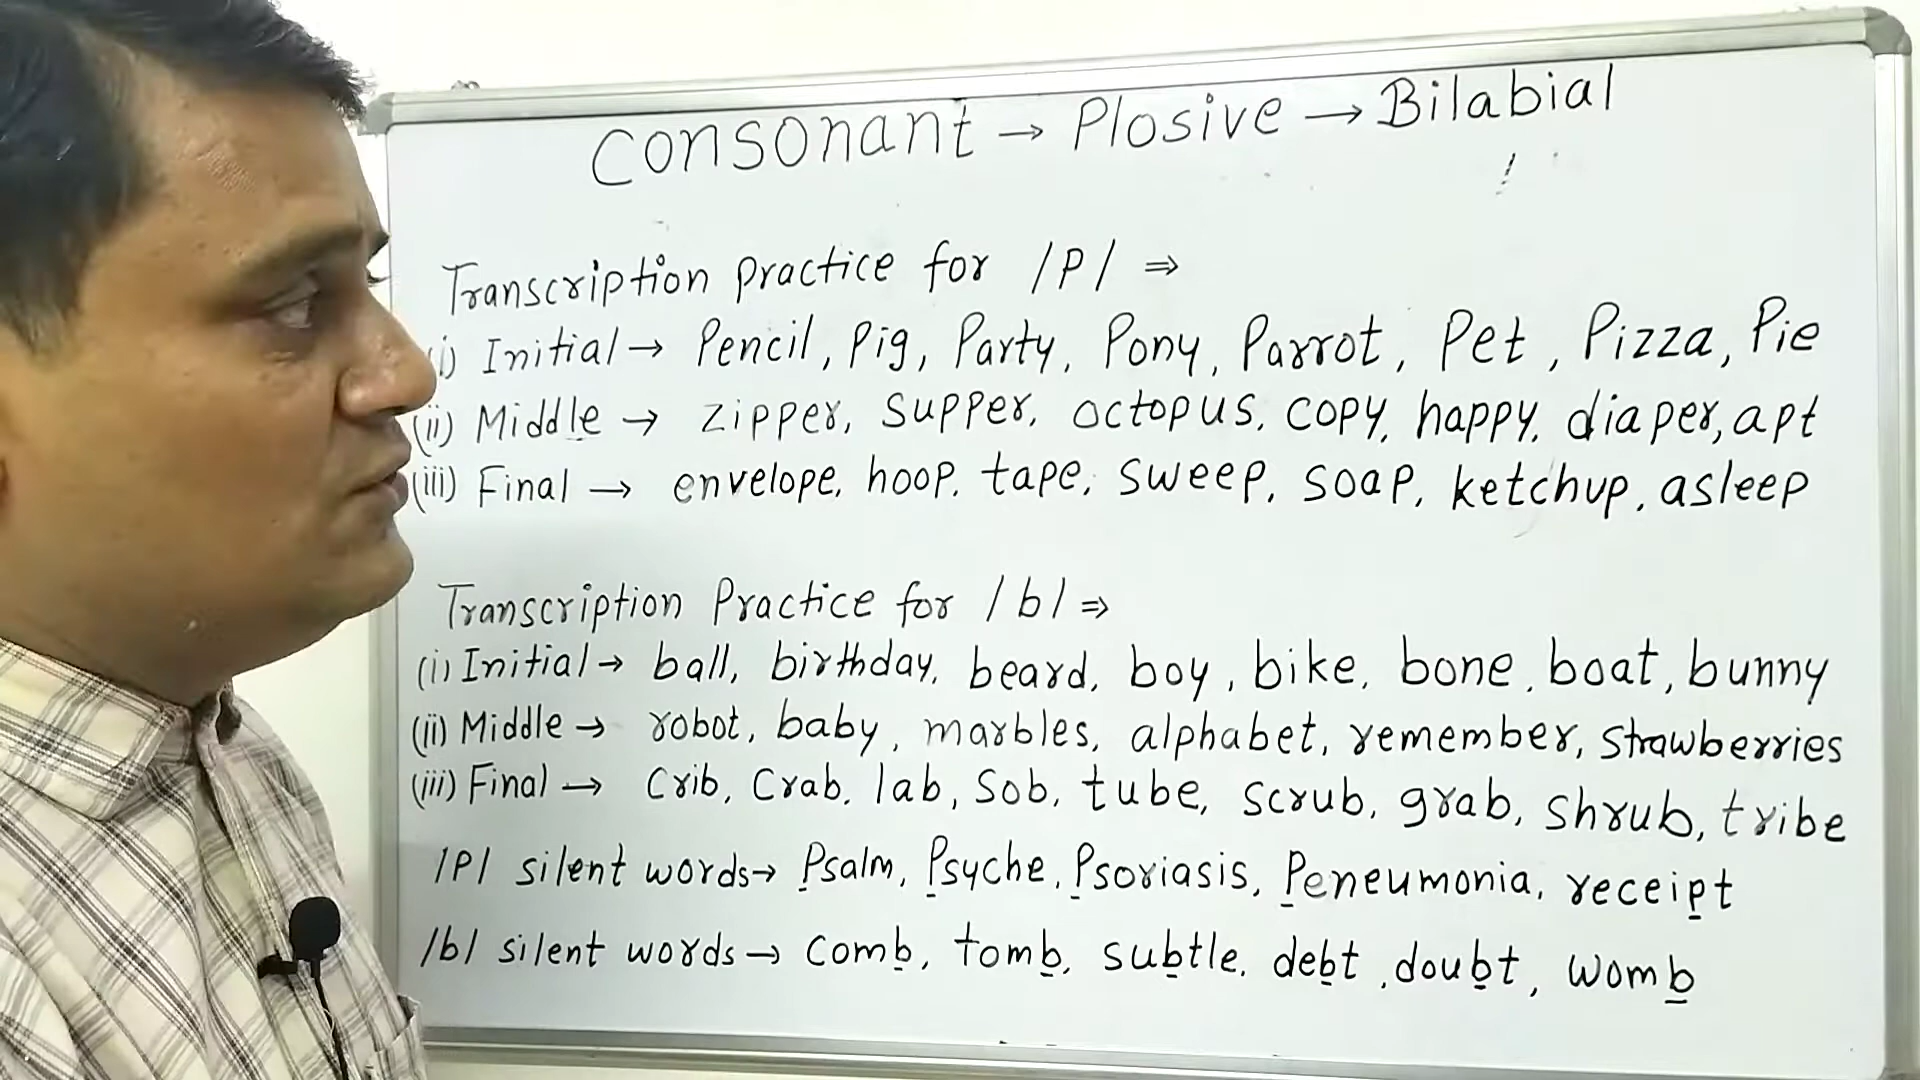 Consonant → Plosive → Bilabial
Transcription practice for /P/ ⇒
(i) Initial → Pencil, Pig, Party, Pony, Parrot, Pet, Pizza, Pie
(ii) Middle → zipper, supper, octopus, copy, happy, diaper, apt
(iii) Final → envelope, hoop, tape, sweep, soap, ketchup, asleep
Transcription Practice for /b/ ⇒
(i) Initial → ball, birthday, beard, boy, bike, bone, boat, bunny
(ii) Middle → robot, baby, marbles, alphabet, remember, strawberries
(iii) Final → Crib, Crab, lab, Sob, tube, scrub, grab, shrub, tribe
/P/ silent words → Psalm, Psyche, Psoriasis, Peneumonia, receipt
/b/ silent words → comb, tomb, subtle, debt, doubt, womb